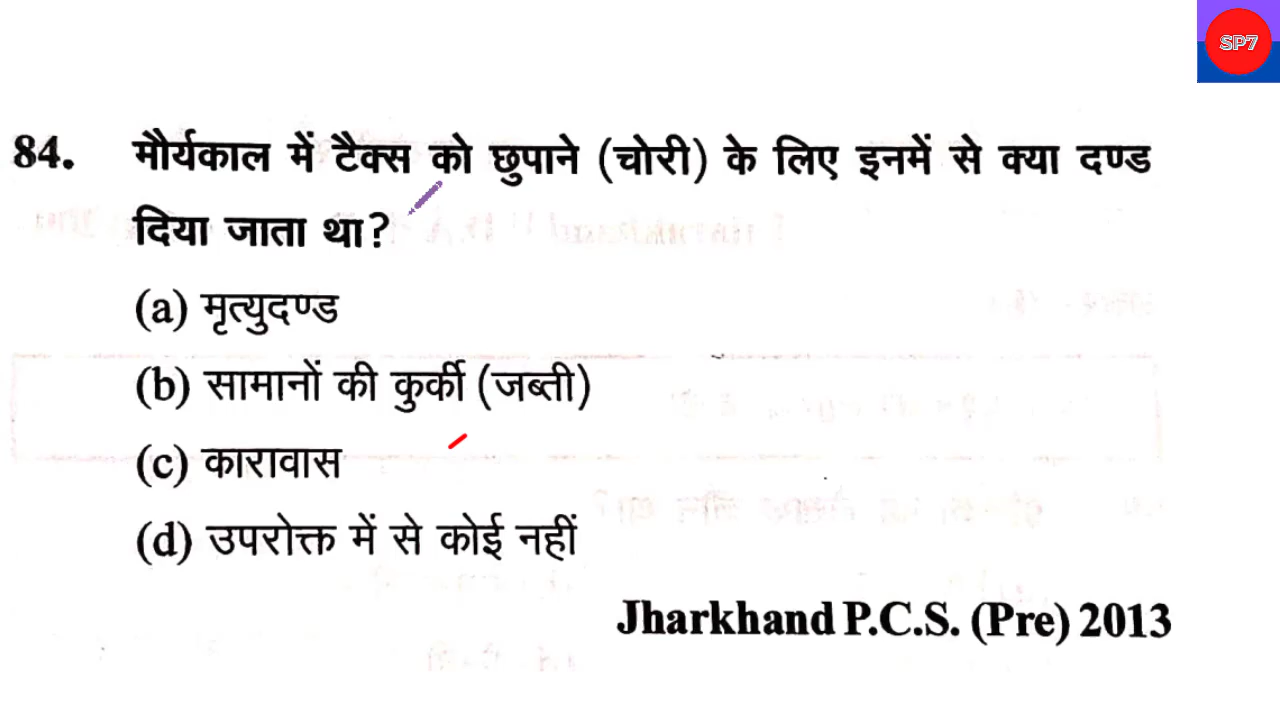 SP7
84. मौर्यकाल में टैक्स को छुपाने (चोरी) के लिए इनमें से क्या दण्ड
दिया जाता था?
(a) मृत्युदण्ड
(b) सामानों की कुर्की (जब्ती)
(c) कारावास
(d) उपरोक्त में से कोई नहीं
Jharkhand P.C.S. (Pre) 2013